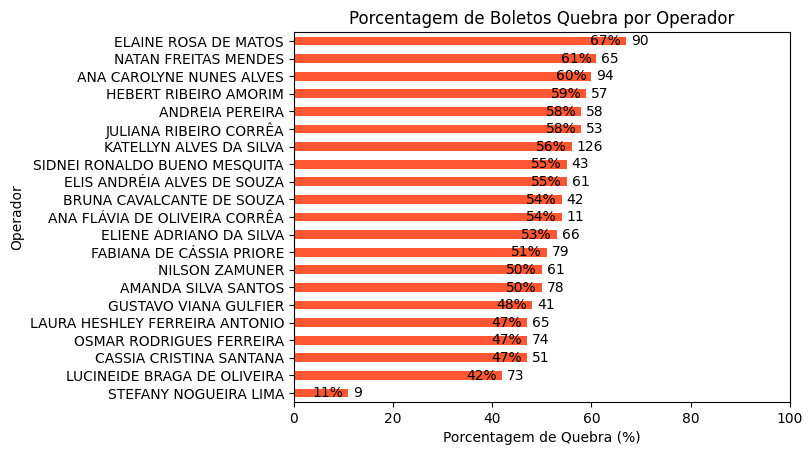 Porcentagem de Boletos Quebra por Operador
ELAINE ROSA DE MATOS 67% 90
NATAN FREITAS MENDES 61% 65
ANA CAROLYNE NUNES ALVES 60% 94
HEBERT RIBEIRO AMORIM 59% 57
ANDREIA PEREIRA 58% 58
JULIANA RIBEIRO CORRÊA 58% 53
KATELLYN ALVES DA SILVA 56% 126
SIDNEI RONALDO BUENO MESQUITA 55% 43
ELIS ANDRÉIA ALVES DE SOUZA 55% 61
BRUNA CAVALCANTE DE SOUZA 54% 42
ANA FLÁVIA DE OLIVEIRA CORRÊA 54% 11
ELIENE ADRIANO DA SILVA 53% 66
FABIANA DE CÁSSIA PRIORE 51% 79
NILSON ZAMUNER 50% 61
AMANDA SILVA SANTOS 50% 78
GUSTAVO VIANA GULFIER 48% 41
LAURA HESHLEY FERREIRA ANTONIO 47% 65
OSMAR RODRIGUES FERREIRA 47% 74
CASSIA CRISTINA SANTANA 47% 51
LUCINEIDE BRAGA DE OLIVEIRA 42% 73
STEFANY NOGUEIRA LIMA 11% 9
Operador
0 20 40 60 80 100
Porcentagem de Quebra (%)